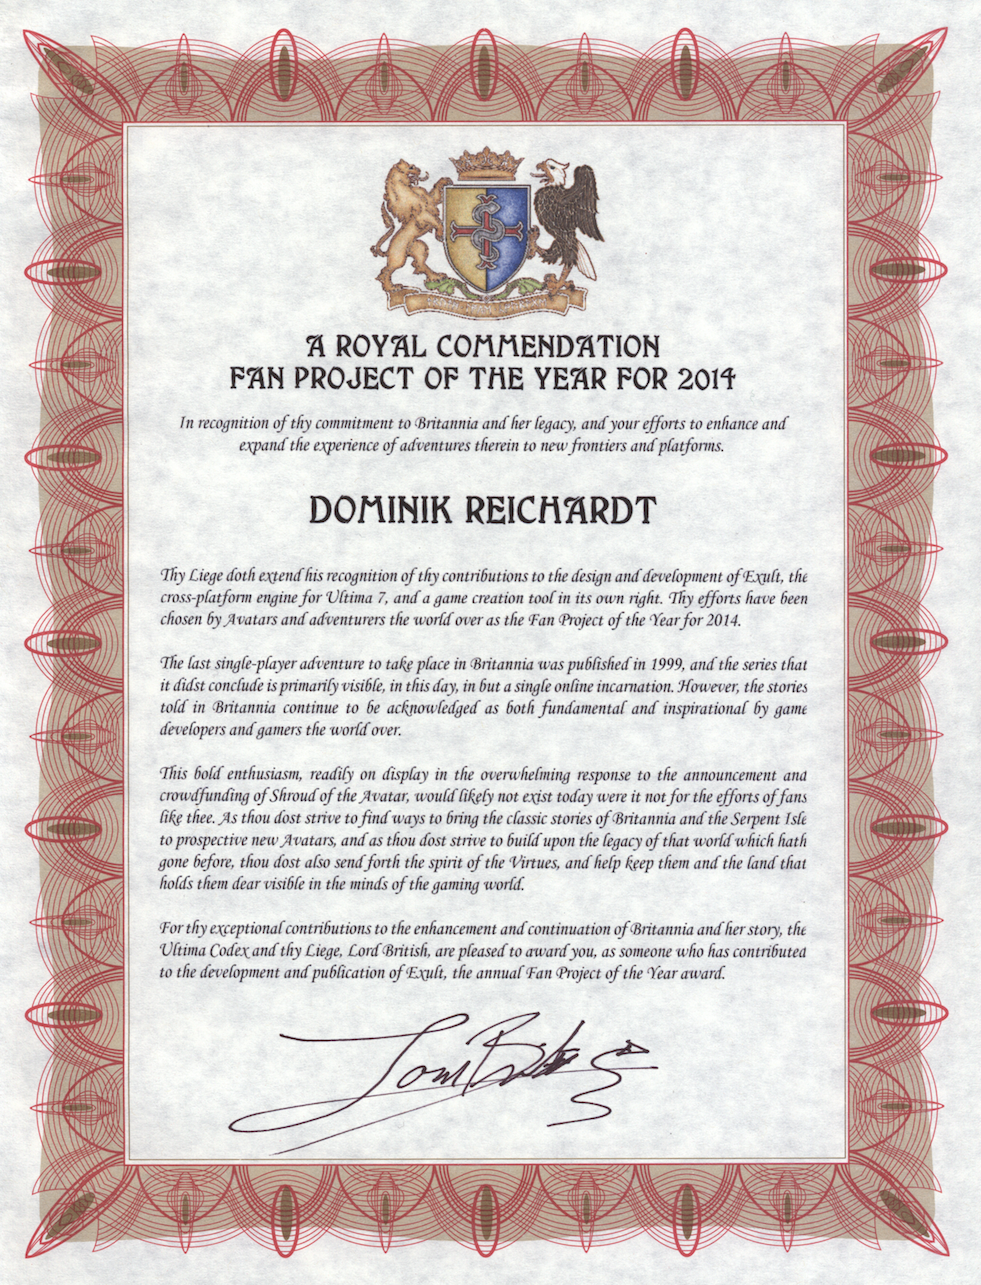 A ROYAL COMMENDATION
FAN PROJECT OF THE YEAR FOR 2014
In recognition of thy commitment to Britannia and her legacy, and your efforts to enhance and
expand the experience of adventures therein to new frontiers and platforms.
DOMINIK REICHARDT
Thy Liege doth extend his recognition of thy contributions to the design and development of Exult, the
cross-platform engine for Ultima 7, and a game creation tool in its own right. Thy efforts have been
chosen by Avatars and adventurers the world over as the Fan Project of the Year for 2014.
The last single-player adventure to take place in Britannia was published in 1999, and the series that
it didst conclude is primarily visible, in this day, in but a single online incarnation. However, the stories
told in Britannia continue to be acknowledged as both fundamental and inspirational by game
developers and gamers the world over.
This bold enthusiasm, readily on display in the overwhelming response to the announcement and
crowdfunding of Shroud of the Avatar, would likely not exist today were it not for the efforts of fans
like thee. As thou dost strive to find ways to bring the classic stories of Britannia and the Serpent Isle
to prospective new Avatars, and as thou dost strive to build upon the legacy of that world which hath
gone before, thou dost also send forth the spirit of the Virtues, and help keep them and the land that
holds them dear visible in the minds of the gaming world.
For thy exceptional contributions to the enhancement and continuation of Britannia and her story, the
Ultima Codex and thy Liege, Lord British, are pleased to award you, as someone who has contributed
to the development and publication of Exult, the annual Fan Project of the Year award.